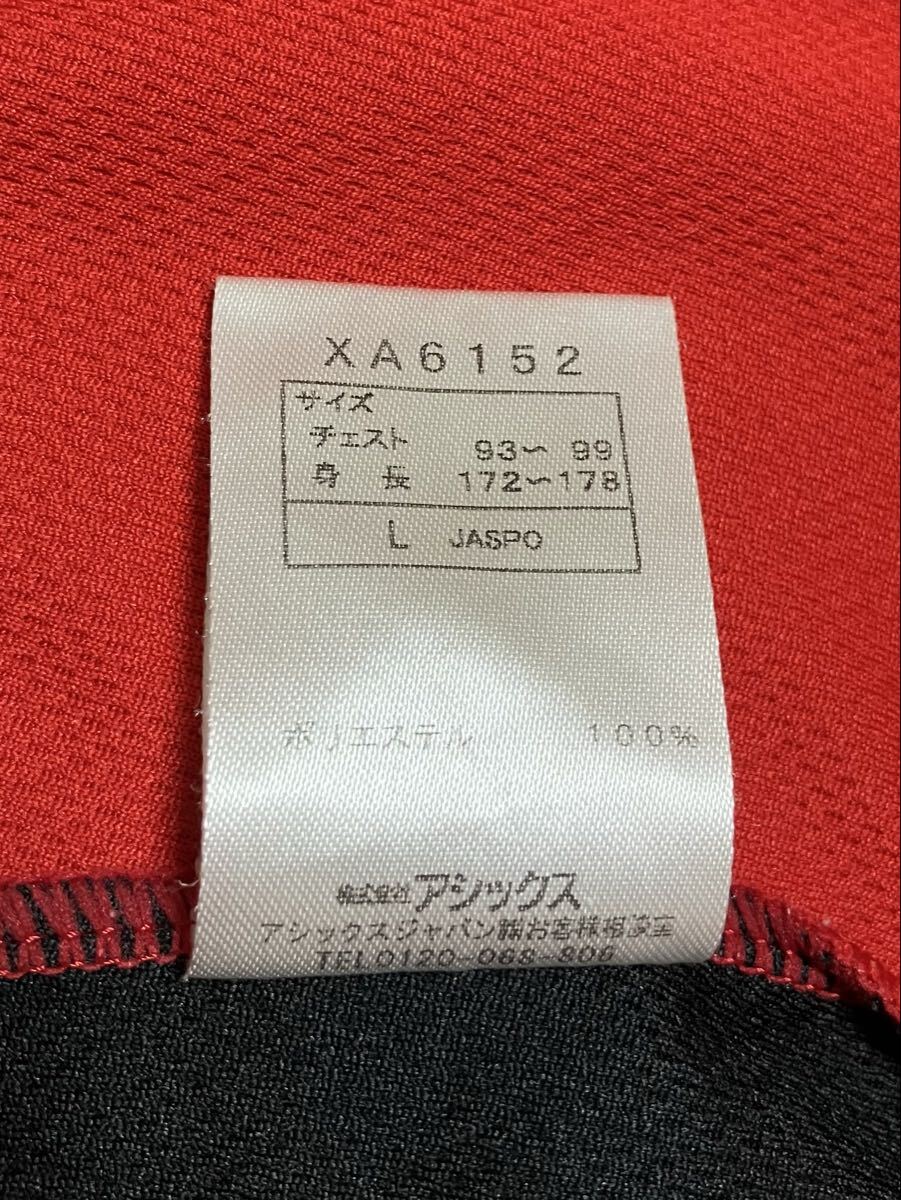 XA6152
サイズ
チェスト 93〜 99
身 長 172〜178
L JASPO
ポリエステル 100%
株式会社アシックス
アシックスジャパン㈱お客様相談室
TEL0120-068-806